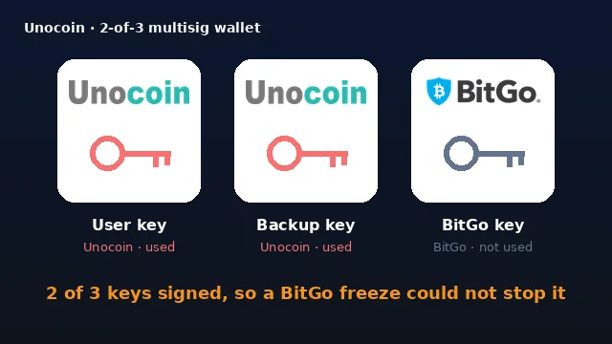 Unocoin · 2-of-3 multisig wallet
Unocoin
Unocoin
BitGo.
User key
Backup key
BitGo key
Unocoin · used
Unocoin · used
BitGo · not used
2 of 3 keys signed, so a BitGo freeze could not stop it